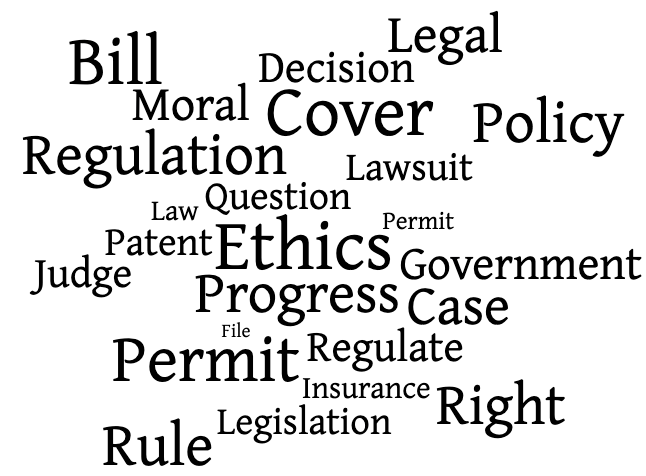 Legal
Bill
Decision
Moral Cover Policy
Regulation
Lawsuit
Law Question
Permit
Patent Ethics Government
Judge
Progress Case
File
Permit Regulate
Insurance Right
Legislation
Rule